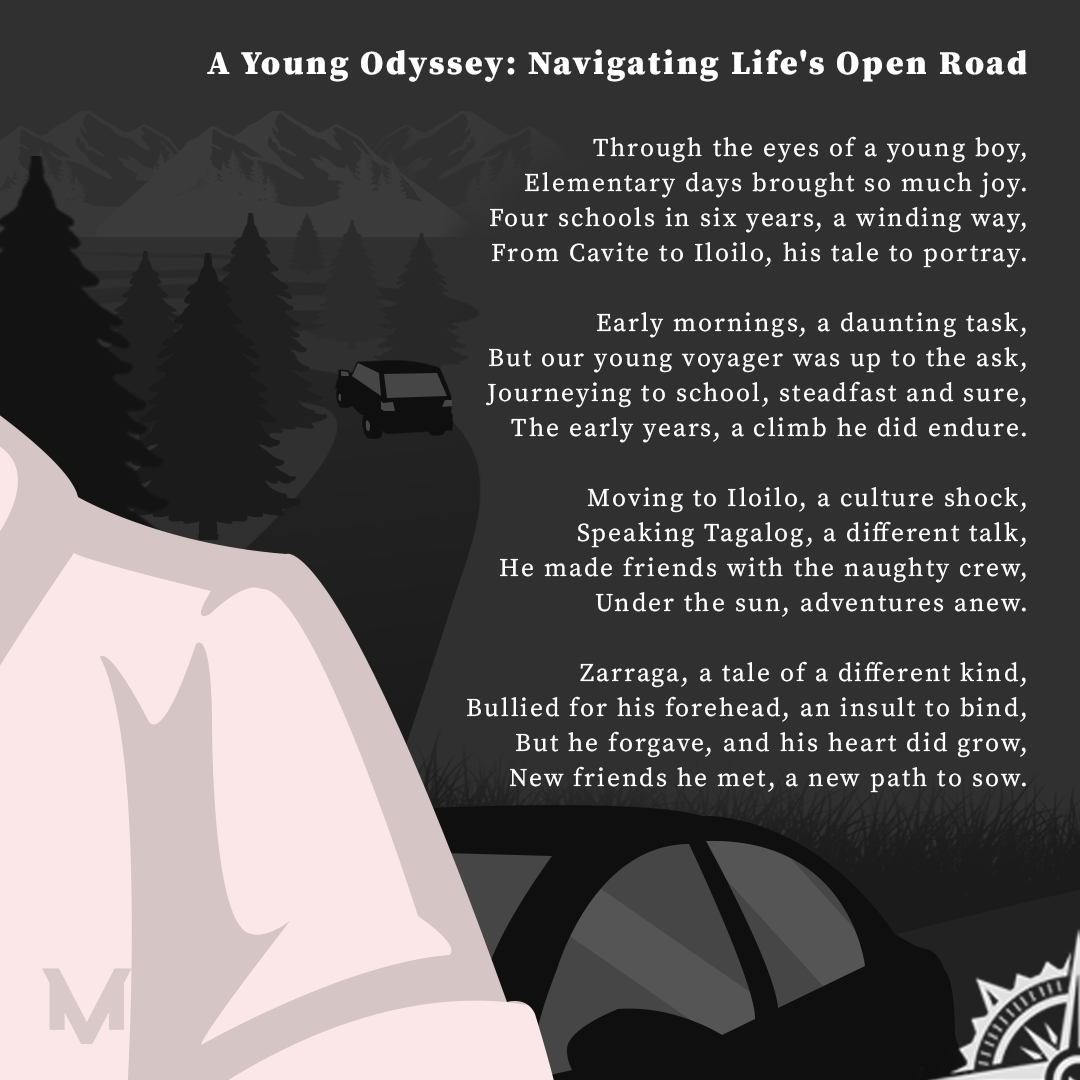 A Young Odyssey: Navigating Life's Open Road
Through the eyes of a young boy,
Elementary days brought so much joy.
Four schools in six years, a winding way,
From Cavite to Iloilo, his tale to portray.
Early mornings, a daunting task,
But our young voyager was up to the ask,
Journeying to school, steadfast and sure,
The early years, a climb he did endure.
Moving to Iloilo, a culture shock,
Speaking Tagalog, a different talk,
He made friends with the naughty crew,
Under the sun, adventures anew.
Zarraga, a tale of a different kind,
Bullied for his forehead, an insult to bind,
But he forgave, and his heart did grow,
New friends he met, a new path to sow.
M